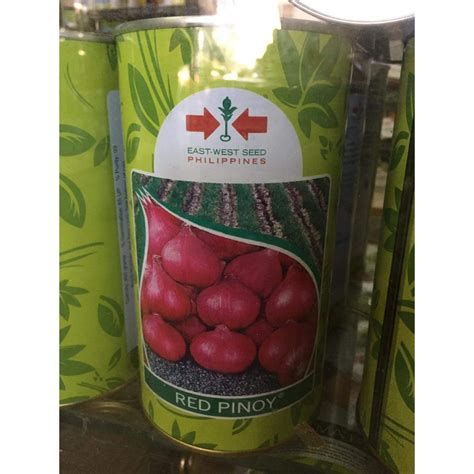 EAST-WEST SEED
PHILIPPINES
RED PINOY®